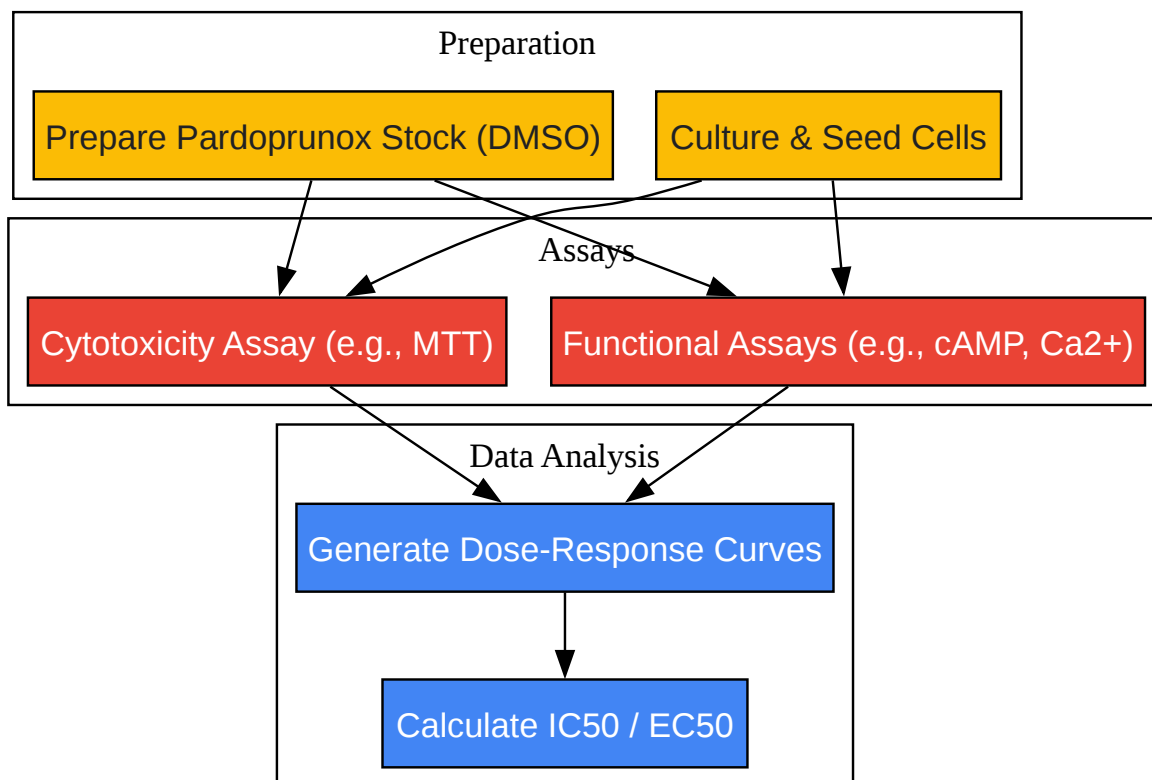 Preparation
Prepare Pardoprunox Stock (DMSO)
Culture & Seed Cells
Assays
Cytotoxicity Assay (e.g., MTT)
Functional Assays (e.g., cAMP, Ca2+)
Data Analysis
Generate Dose-Response Curves
Calculate IC50 / EC50